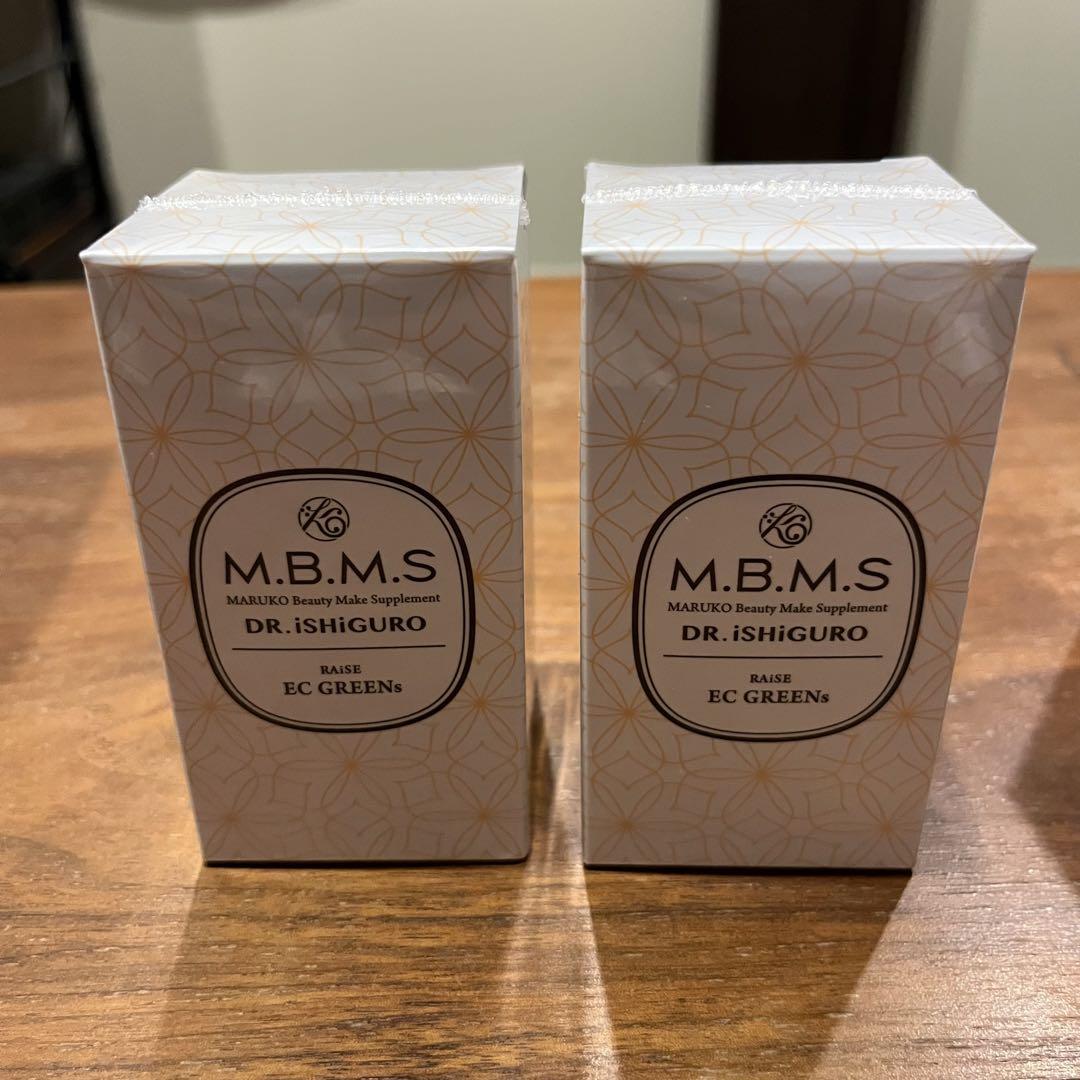 M.B.M.S
MARUKO Beauty Make Supplement
DR.iSHiGURO
RAiSE
EC GREENs
M.B.M.S
MARUKO Beauty Make Supplement
DR.iSHiGURO
RAiSE
EC GREENs